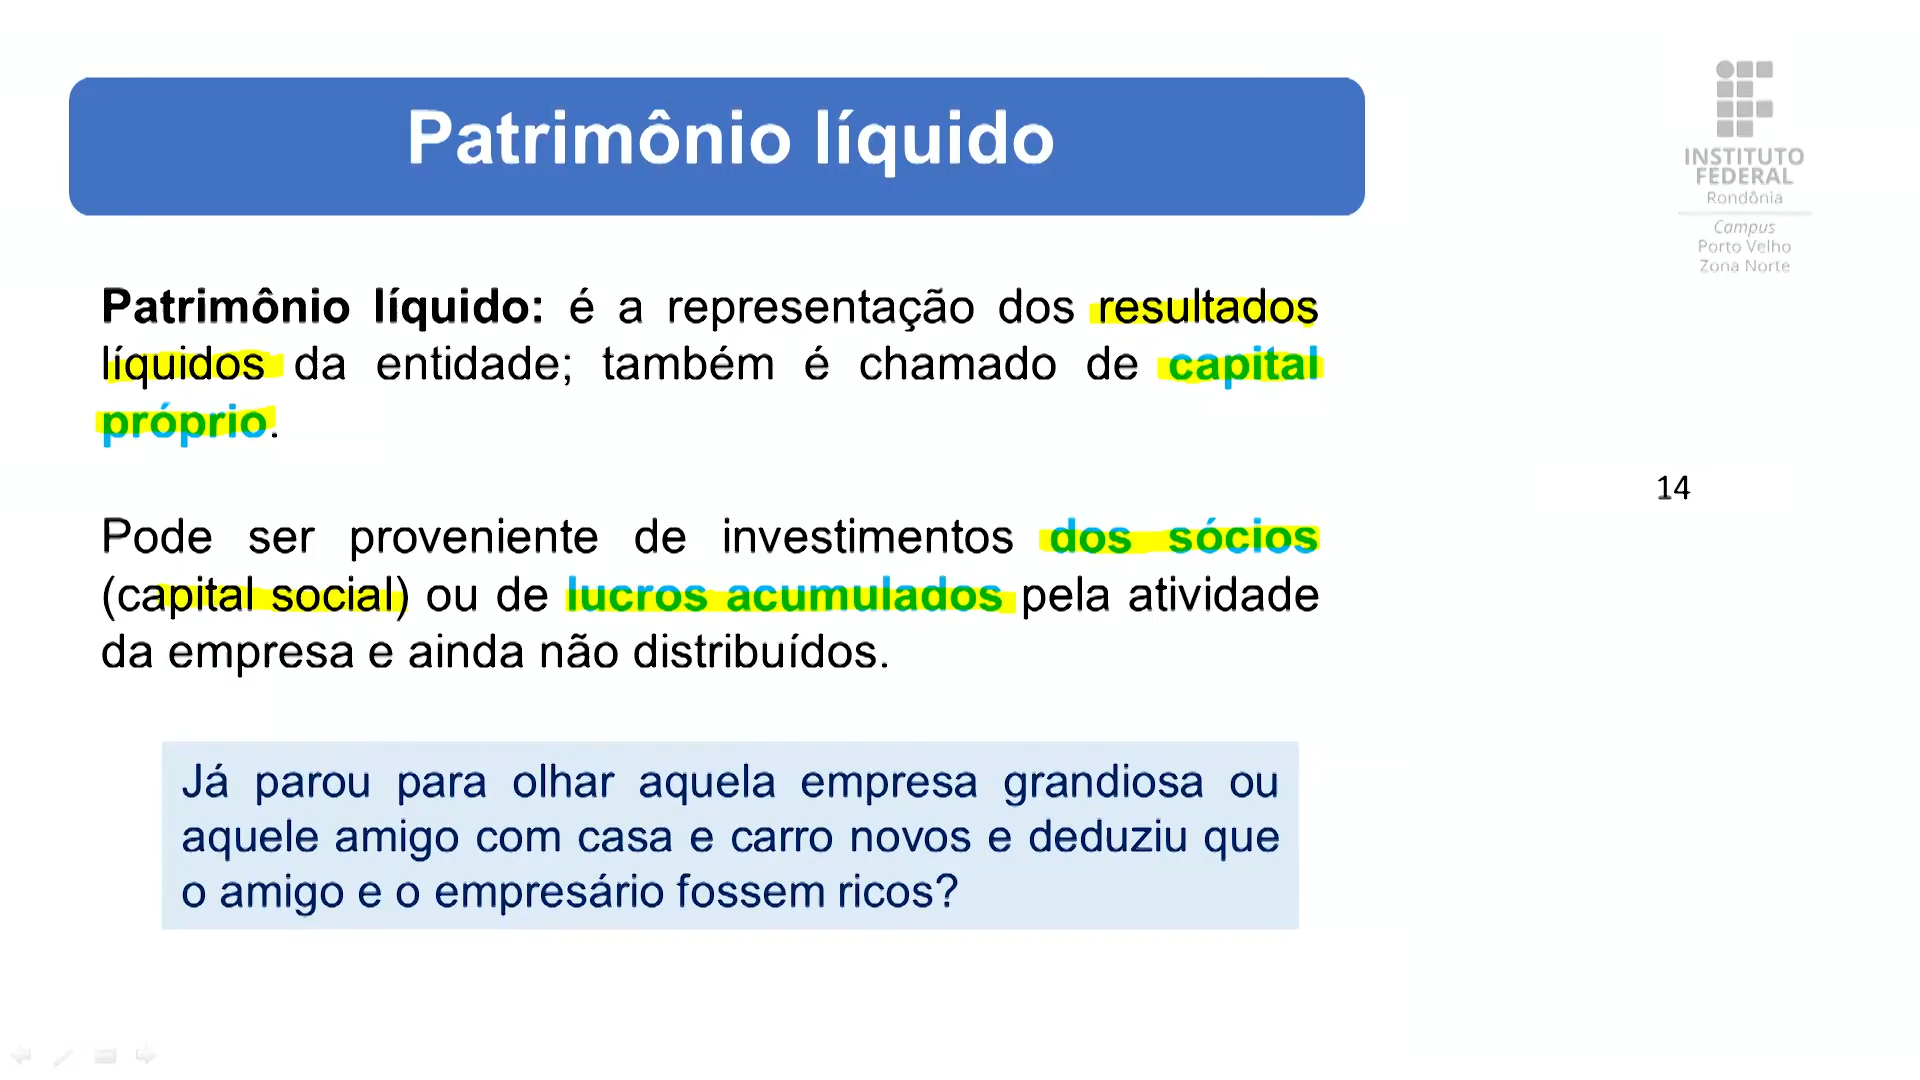 Patrimônio líquido
INSTITUTO
FEDERAL
Rondônia
Campus
Porto Velho
Zona Norte
Patrimônio líquido: é a representação dos resultados
líquidos da entidade; também é chamado de capital
próprio.
14
Pode ser proveniente de investimentos dos sócios
(capital social) ou de lucros acumulados pela atividade
da empresa e ainda não distribuídos.
Já parou para olhar aquela empresa grandiosa ou
aquele amigo com casa e carro novos e deduziu que
o amigo e o empresário fossem ricos?